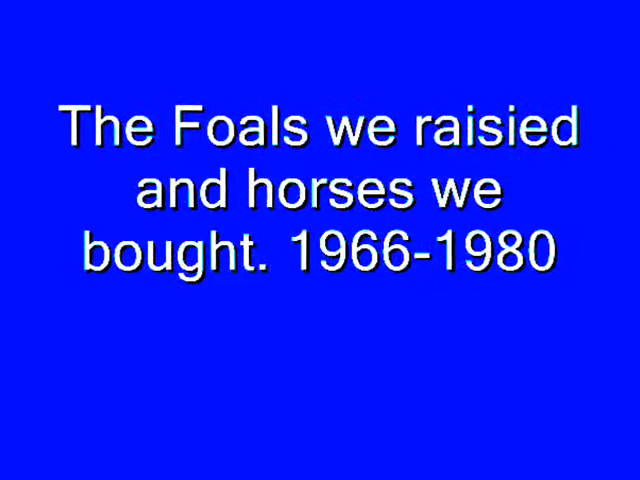 The Foals we raisied
and horses we
bought. 1966-1980